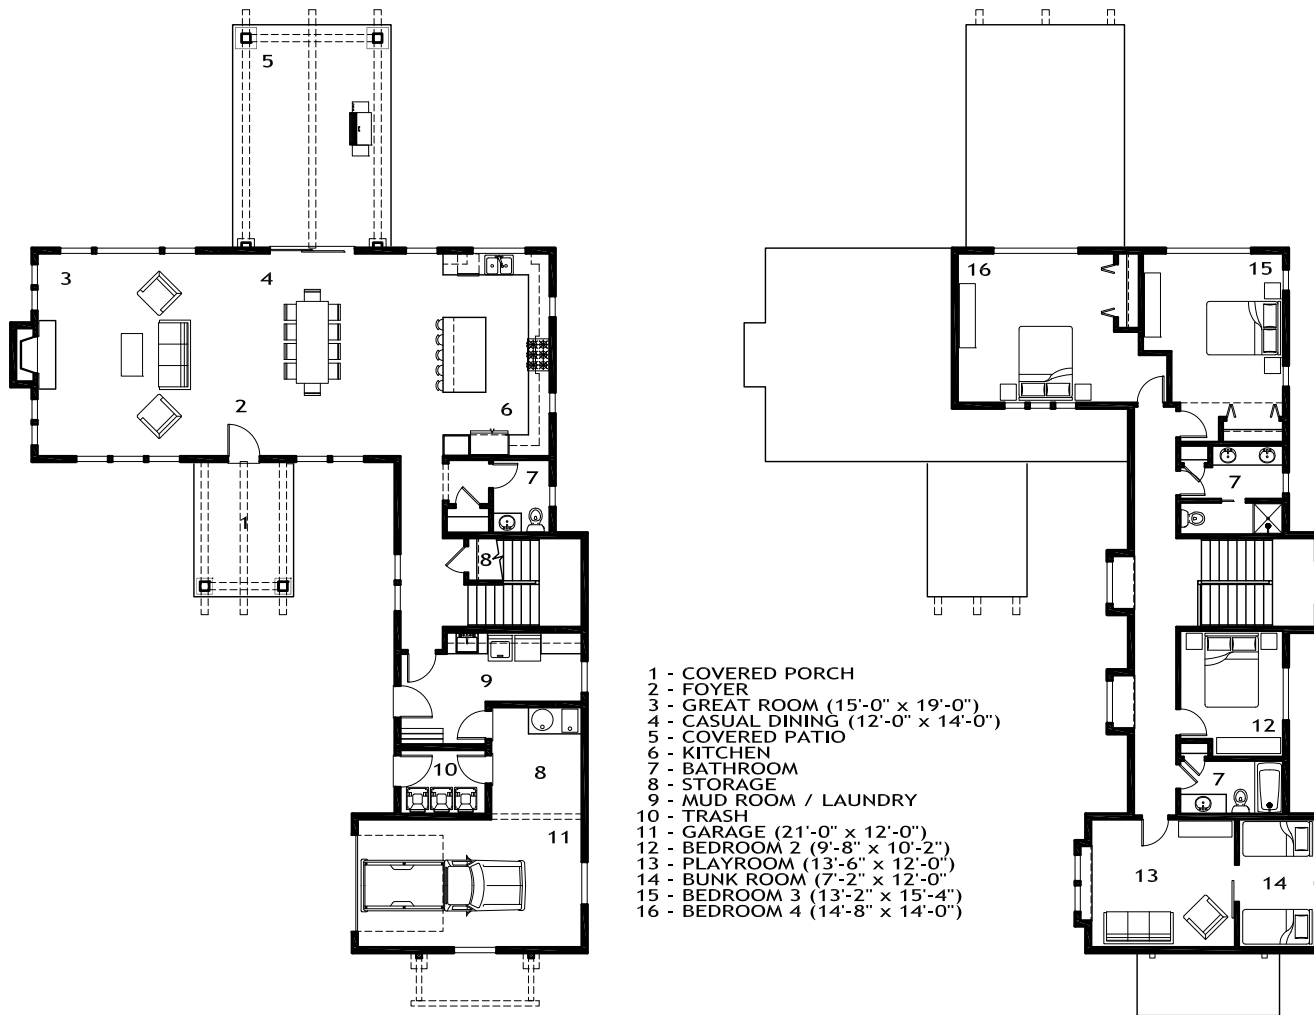 5
3
4
2
6
7
1
8
9
10
8
11
16
15
7
12
7
13
14
1 - COVERED PORCH
2 - FOYER
3 - GREAT ROOM (15'-0" x 19'-0")
4 - CASUAL DINING (12'-0" x 14'-0")
5 - COVERED PATIO
6 - KITCHEN
7 - BATHROOM
8 - STORAGE
9 - MUD ROOM / LAUNDRY
10 - TRASH
11 - GARAGE (21'-0" x 12'-0")
12 - BEDROOM 2 (9'-8" x 10'-2")
13 - PLAYROOM (13'-6" x 12'-0")
14 - BUNK ROOM (7'-2" x 12'-0"
15 - BEDROOM 3 (13'-2" x 15'-4")
16 - BEDROOM 4 (14'-8" x 14'-0")